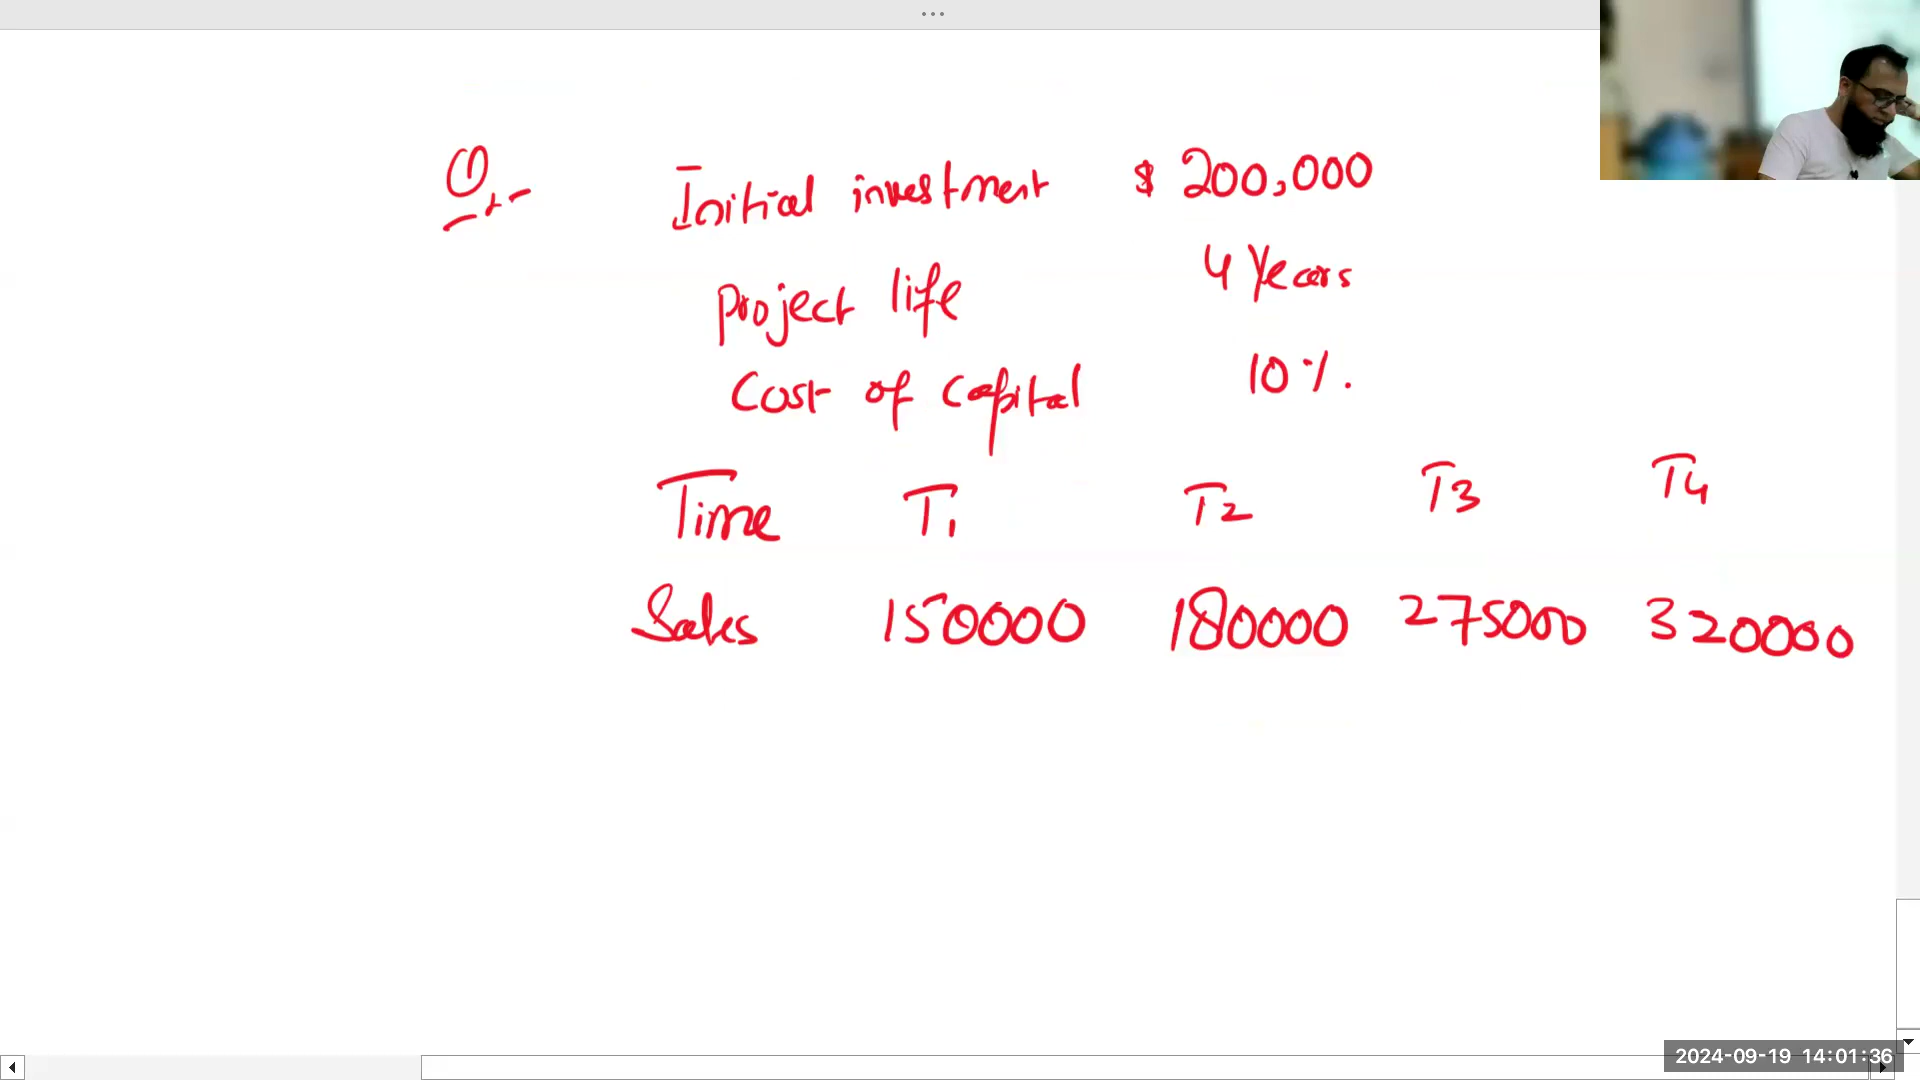 Q:-
Initial investment $ 200,000
Project life 4 Years
Cost of Capital 10%.
Time T1 T2 T3 T4
Sales 150000 180000 275000 320000
2024-09-19 14:01:36